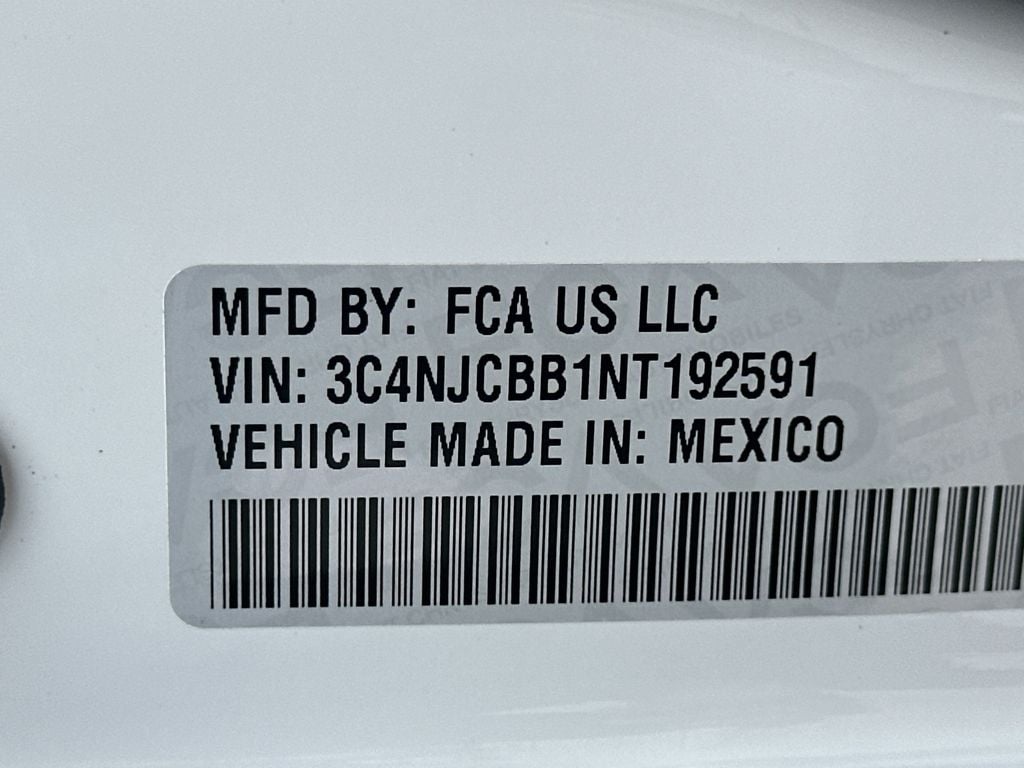 MFD BY: FCA US LLC
VIN: 3C4NJCBB1NT192591
VEHICLE MADE IN: MEXICO